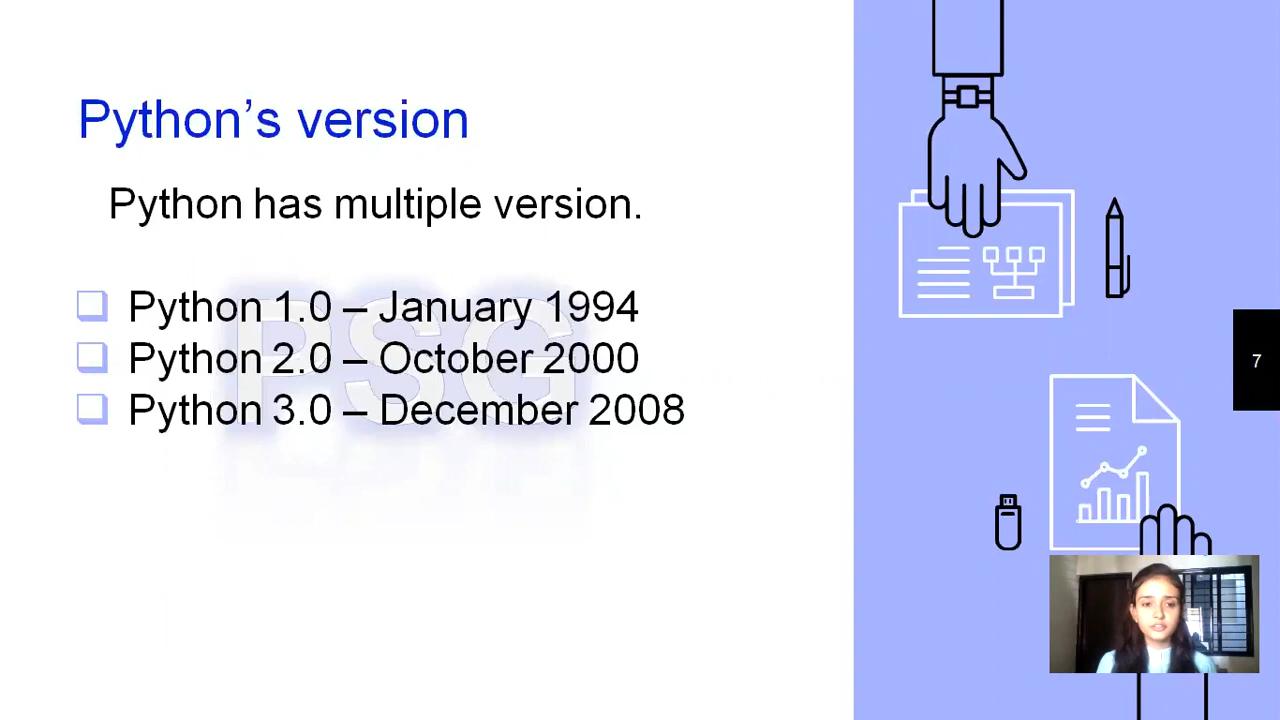 Python’s version
Python has multiple version.
Python 1.0 – January 1994
Python 2.0 – October 2000
Python 3.0 – December 2008
PSG
7